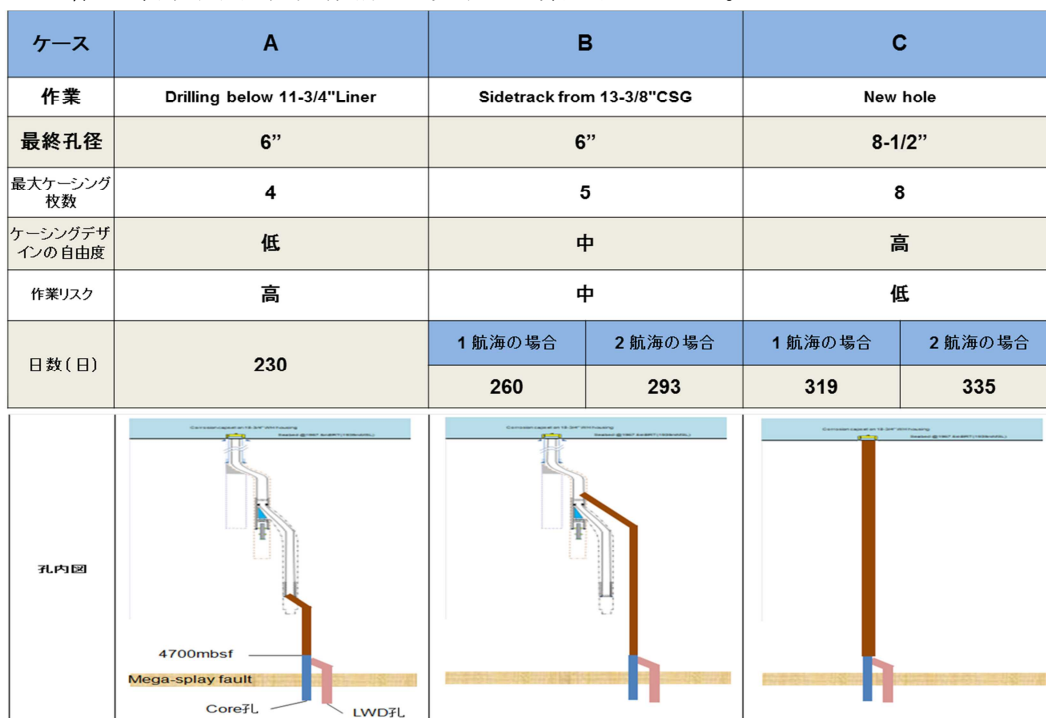 ケース A B C
作業 Drilling below 11-3/4"Liner Sidetrack from 13-3/8"CSG New hole
最終孔径 6” 6” 8-1/2”
最大ケーシング
枚数 4 5 8
ケーシングデザ
インの自由度 低 中 高
作業リスク 高 中 低
日数(日) 230 1航海の場合 2航海の場合 1航海の場合 2航海の場合
260 293 319 335
孔内図
4700mbsf
Mega-splay fault
Core孔
LWD孔